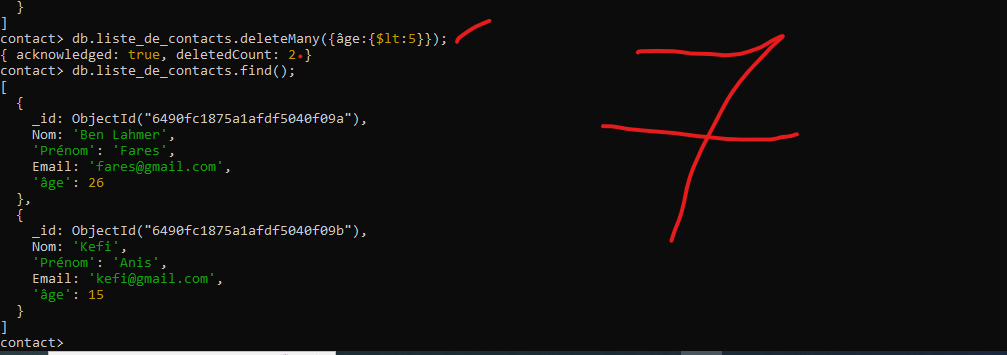 }
]
contact> db.liste_de_contacts.deleteMany({âge:{$lt:5}});
{ acknowledged: true, deletedCount: 2 }
contact> db.liste_de_contacts.find();
[
{
_id: ObjectId("6490fc1875a1afdf5040f09a"),
Nom: 'Ben Lahmer',
'Prénom': 'Fares',
Email: 'fares@gmail.com',
'âge': 26
},
{
_id: ObjectId("6490fc1875a1afdf5040f09b"),
Nom: 'Kefi',
'Prénom': 'Anis',
Email: 'kefi@gmail.com',
'âge': 15
}
]
contact>
7